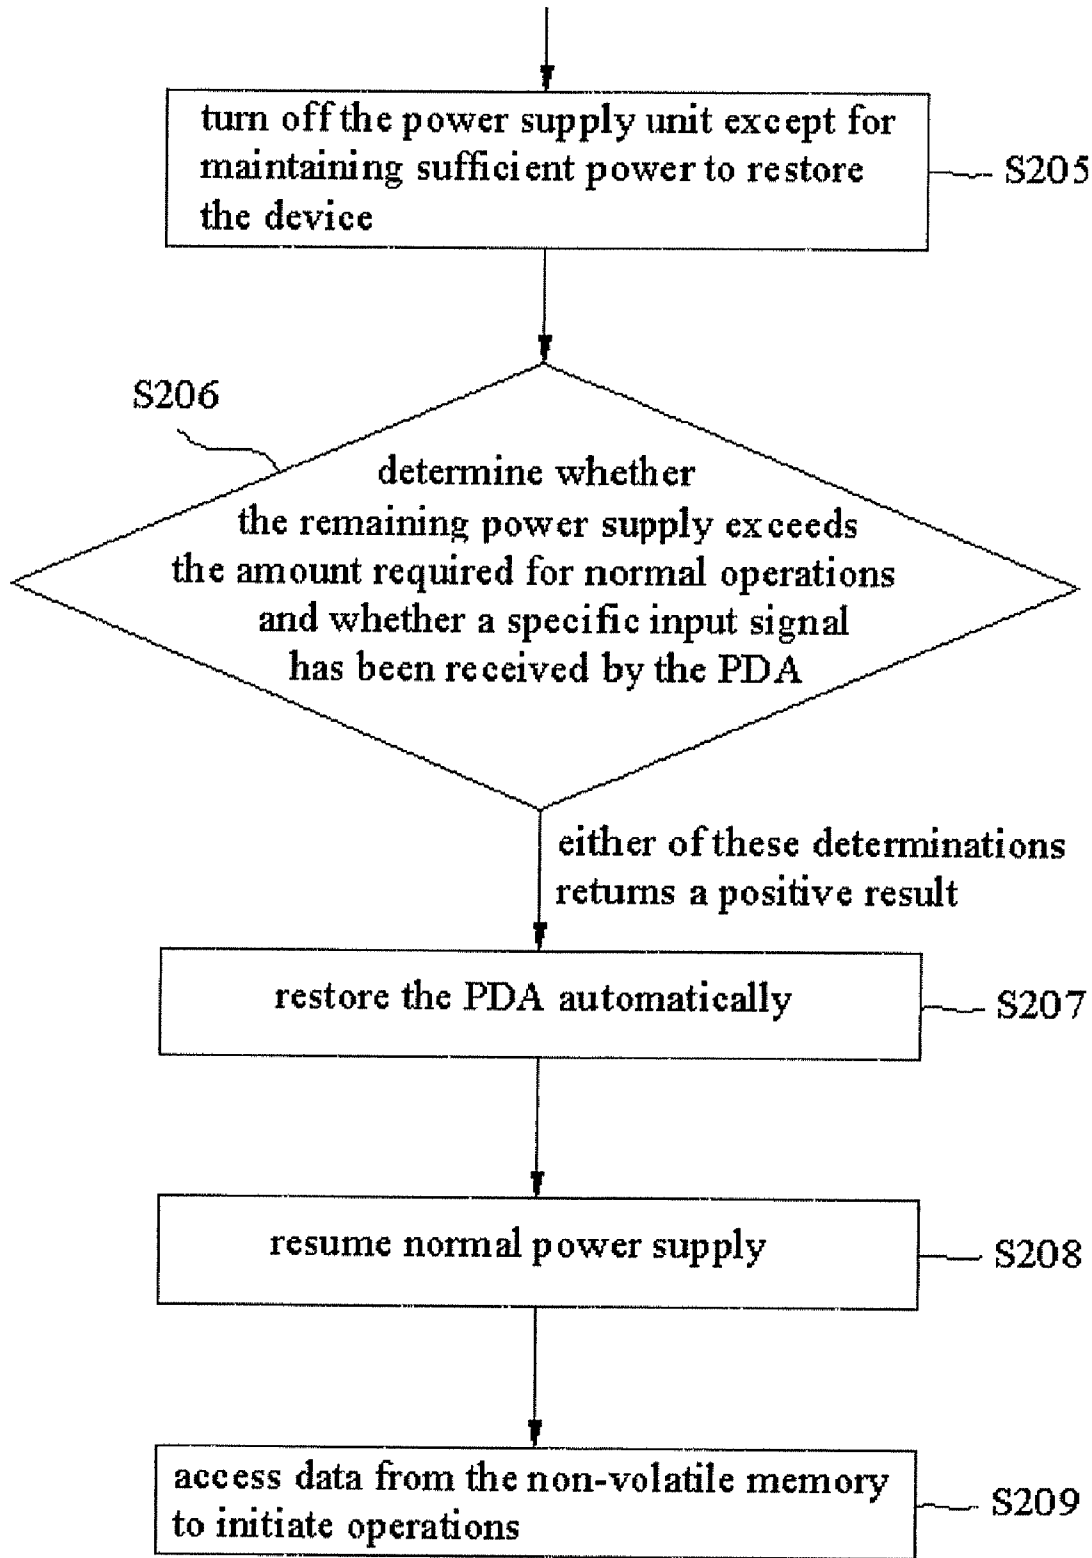 turn off the power supply unit except for
maintaining sufficient power to restore
the device
S205
S206
determine whether
the remaining power supply exceeds
the amount required for normal operations
and whether a specific input signal
has been received by the PDA
either of these determinations
returns a positive result
restore the PDA automatically
S207
resume normal power supply
S208
access data from the non-volatile memory
to initiate operations
S209